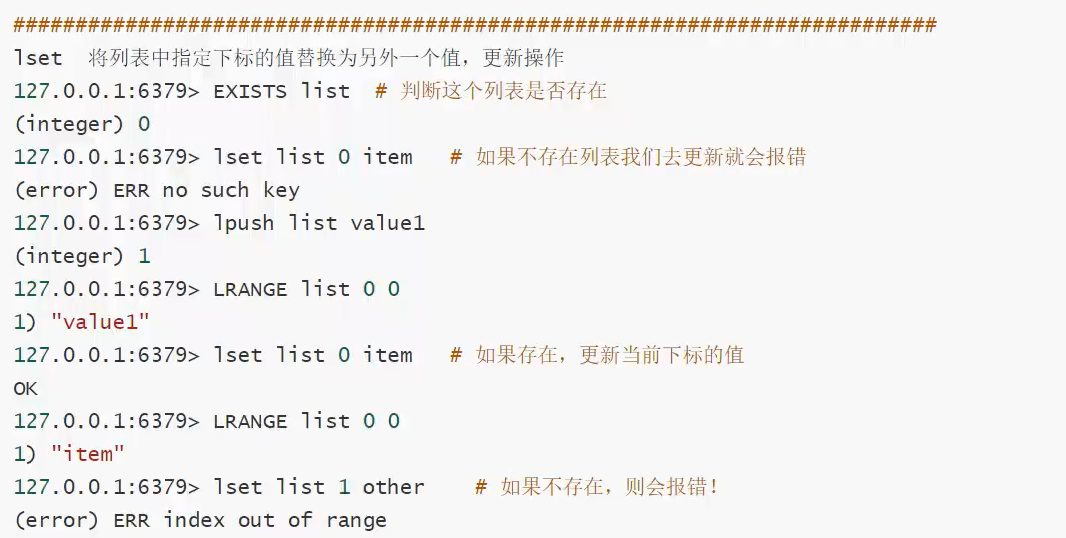 ##########################################################################
lset 将列表中指定下标的值替换为另外一个值，更新操作
127.0.0.1:6379> EXISTS list # 判断这个列表是否存在
(integer) 0
127.0.0.1:6379> lset list 0 item # 如果不存在列表我们去更新就会报错
(error) ERR no such key
127.0.0.1:6379> lpush list value1
(integer) 1
127.0.0.1:6379> LRANGE list 0 0
1) "value1"
127.0.0.1:6379> lset list 0 item # 如果存在，更新当前下标的值
OK
127.0.0.1:6379> LRANGE list 0 0
1) "item"
127.0.0.1:6379> lset list 1 other # 如果不存在，则会报错！
(error) ERR index out of range